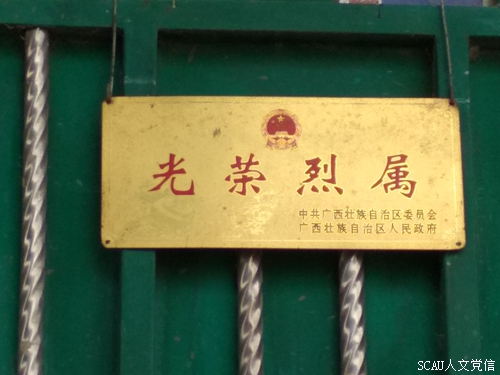 光荣烈属
中共广西壮族自治区委员会
广西壮族自治区人民政府
SCAU人文党信